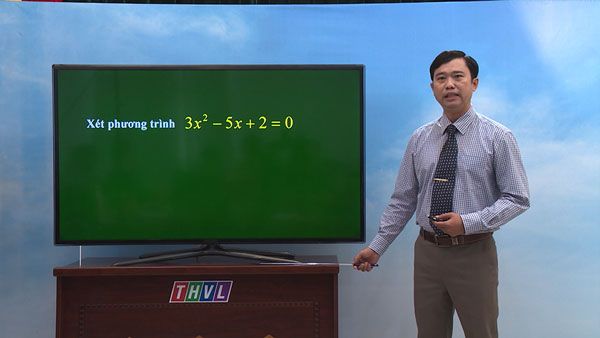 Xét phương trình 3x² − 5x + 2 = 0
THVL